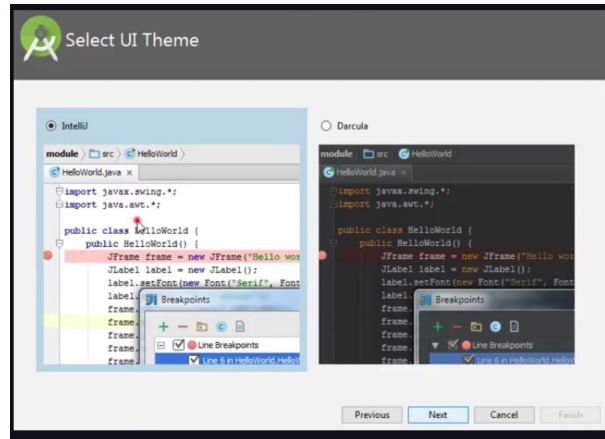 Select UI Theme
IntelliJ
Darcula
module src HelloWorld
HelloWorld.java ×
import javax.swing.*;
import java.awt.*;
public class HelloWorld {
public HelloWorld() {
JFrame frame = new JFrame("Hello wor
JLabel label = new JLabel();
label.setFont(new Font("Serif", Font
label.
frame.
frame.
frame.
frame.
Breakpoints
Line Breakpoints
Line 6 in HelloWorld.HelloW
module src HelloWorld
HelloWorld.java ×
import javax.swing.*;
import java.awt.*;
public class HelloWorld {
public HelloWorld() {
JFrame frame = new JFrame("Hello wo
JLabel label = new JLabel();
label.setFont(new Font("Serif", Font
label.
frame.
frame.
frame.
frame.
Breakpoints
Line Breakpoints
Line 6 in HelloWorld.HelloW
Previous Next Cancel Finish